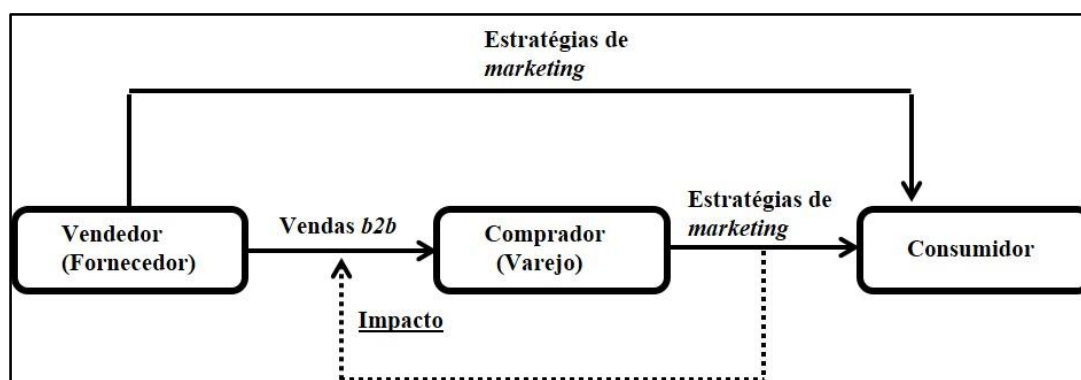 Estratégias de
marketing
Vendedor
(Fornecedor)
Vendas b2b
Comprador
(Varejo)
Estratégias de
marketing
Consumidor
Impacto